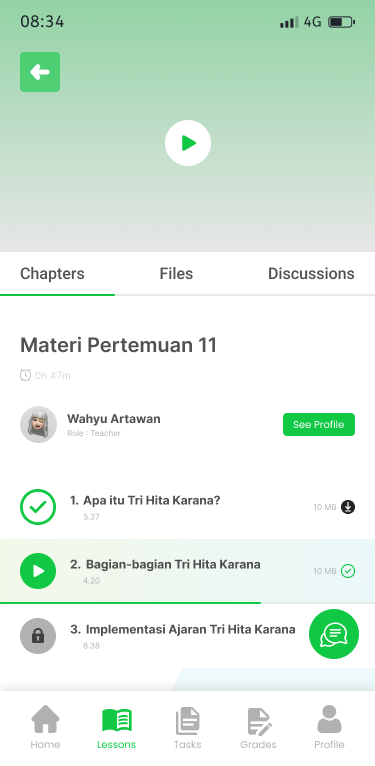 08:34
4G
Chapters
Files
Discussions
Materi Pertemuan 11
0h 47m
Wahyu Artawan
Role : Teacher
See Profile
1. Apa itu Tri Hita Karana?
5.37
10 MB
2. Bagian-bagian Tri Hita Karana
4.20
10 MB
3. Implementasi Ajaran Tri Hita Karana
8.38
Home
Lessons
Tasks
Grades
Profile